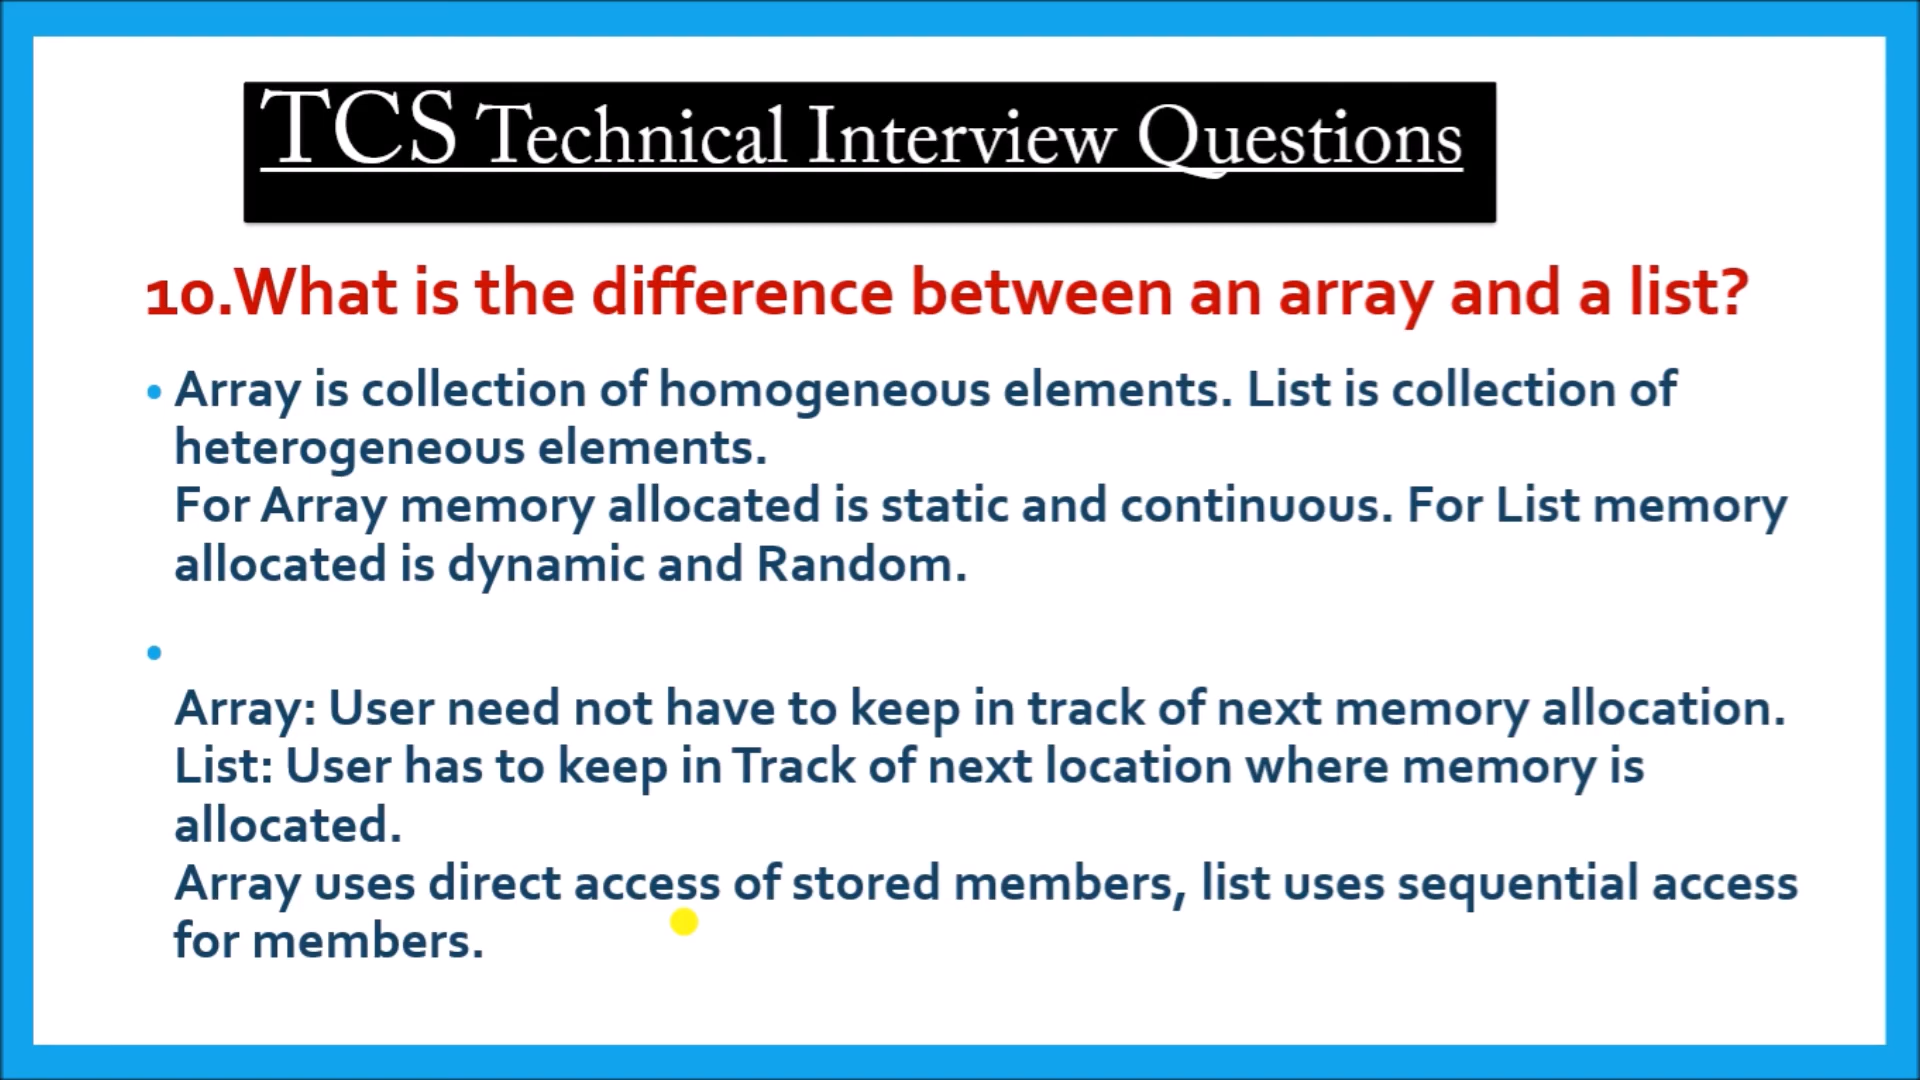 TCS Technical Interview Questions
10.What is the difference between an array and a list?
• Array is collection of homogeneous elements. List is collection of
heterogeneous elements.
For Array memory allocated is static and continuous. For List memory
allocated is dynamic and Random.
•
Array: User need not have to keep in track of next memory allocation.
List: User has to keep in Track of next location where memory is
allocated.
Array uses direct access of stored members, list uses sequential access
for members.